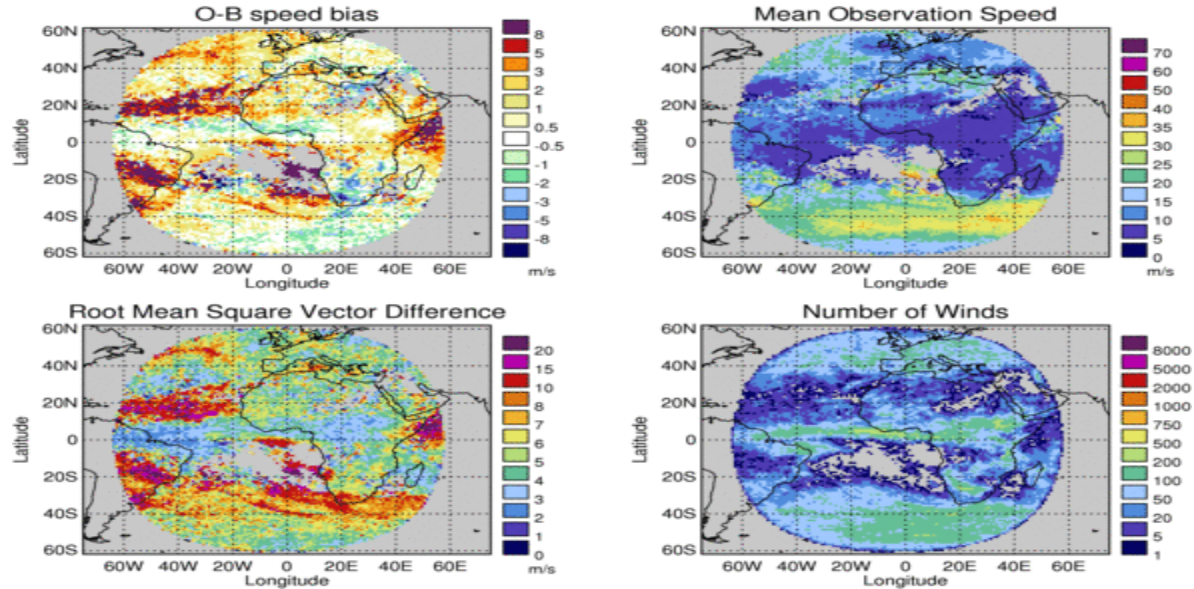 O-B speed bias
60N
40N
20N
0
20S
40S
60S
Latitude
60W 40W 20W 0 20E 40E 60E
Longitude
8
5
3
2
1
0.5
-0.5
-1
-2
-3
-5
-8
m/s
Mean Observation Speed
60N
40N
20N
0
20S
40S
60S
Latitude
60W 40W 20W 0 20E 40E 60E
Longitude
70
60
50
40
35
30
25
20
15
10
5
0
m/s
Root Mean Square Vector Difference
60N
40N
20N
0
20S
40S
60S
Latitude
60W 40W 20W 0 20E 40E 60E
Longitude
20
15
10
8
7
6
5
4
3
2
1
0
m/s
Number of Winds
60N
40N
20N
0
20S
40S
60S
Latitude
60W 40W 20W 0 20E 40E 60E
Longitude
8000
5000
2000
1000
750
500
200
100
50
20
5
1